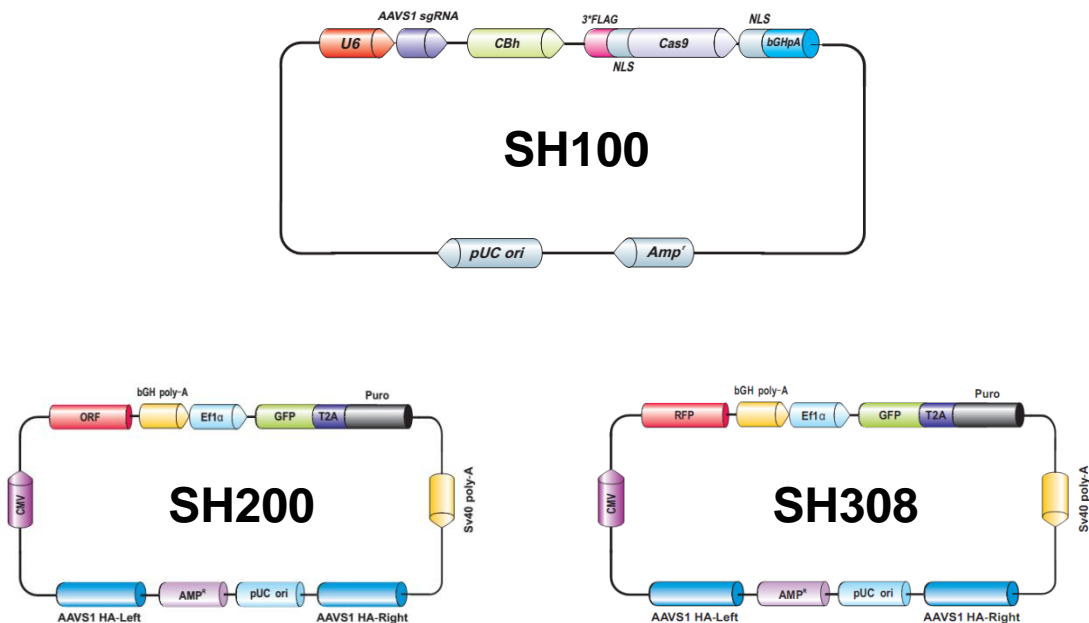 AAVS1 sgRNA
3*FLAG
NLS
U6
CBh
Cas9
bGHpA
NLS
SH100
pUC ori
Ampʳ
bGH poly-A
Puro
ORF
Ef1α
GFP
T2A
CMV
SH200
Sv40 poly-A
AMPᴿ
pUC ori
AAVS1 HA-Left
AAVS1 HA-Right
bGH poly-A
Puro
RFP
Ef1α
GFP
T2A
CMV
SH308
Sv40 poly-A
AMPᴿ
pUC ori
AAVS1 HA-Left
AAVS1 HA-Right